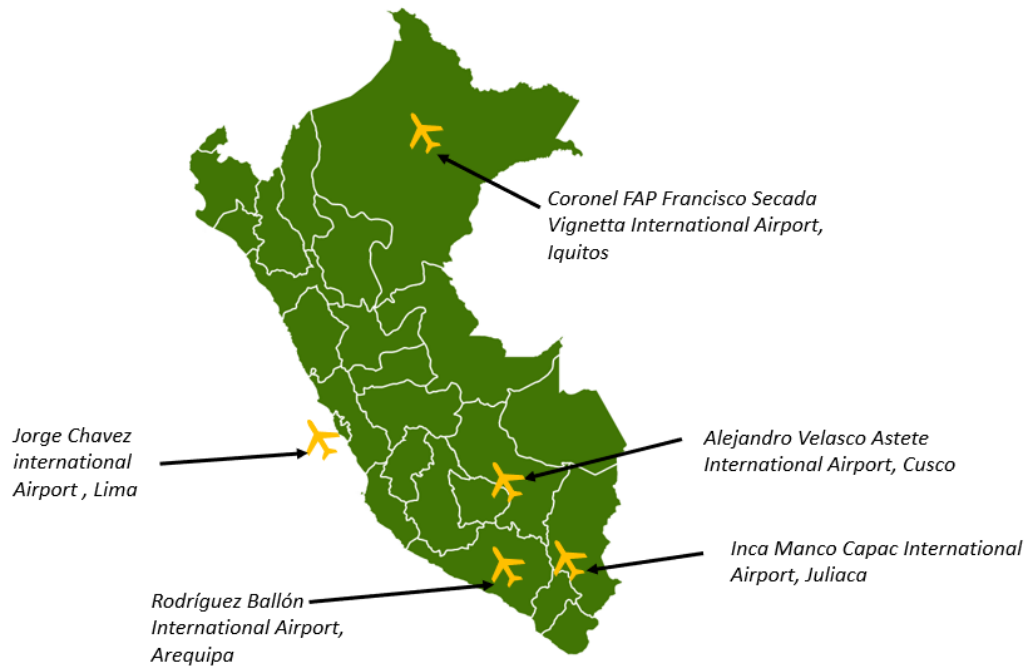 Coronel FAP Francisco Secada
Vignetta International Airport,
Iquitos
Jorge Chavez
international
Airport , Lima
Alejandro Velasco Astete
International Airport, Cusco
Inca Manco Capac International
Airport, Juliaca
Rodríguez Ballón
International Airport,
Arequipa